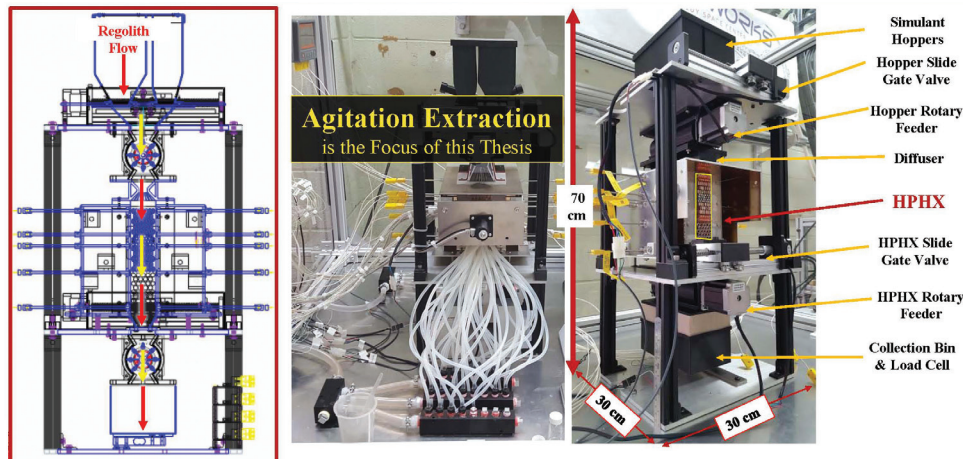 Regolith
Flow
Agitation Extraction
is the Focus of this Thesis
70
cm
30 cm
30 cm
WORKS
Simulant
Hoppers
Hopper Slide
Gate Valve
Hopper Rotary
Feeder
Diffuser
HPHX
HPHX Slide
Gate Valve
HPHX Rotary
Feeder
Collection Bin
& Load Cell